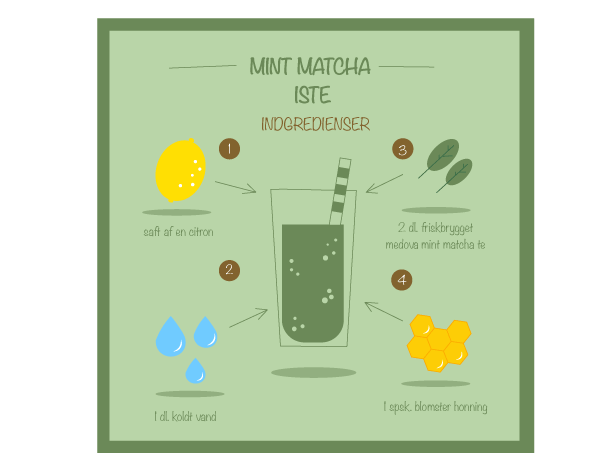 MINT MATCHA
ISTE
INDGREDIENSER
1
saft af en citron
2
1 dl. koldt vand
3
2 dl. friskbrygget
medova mint matcha te
4
1 spsk. blomster honning